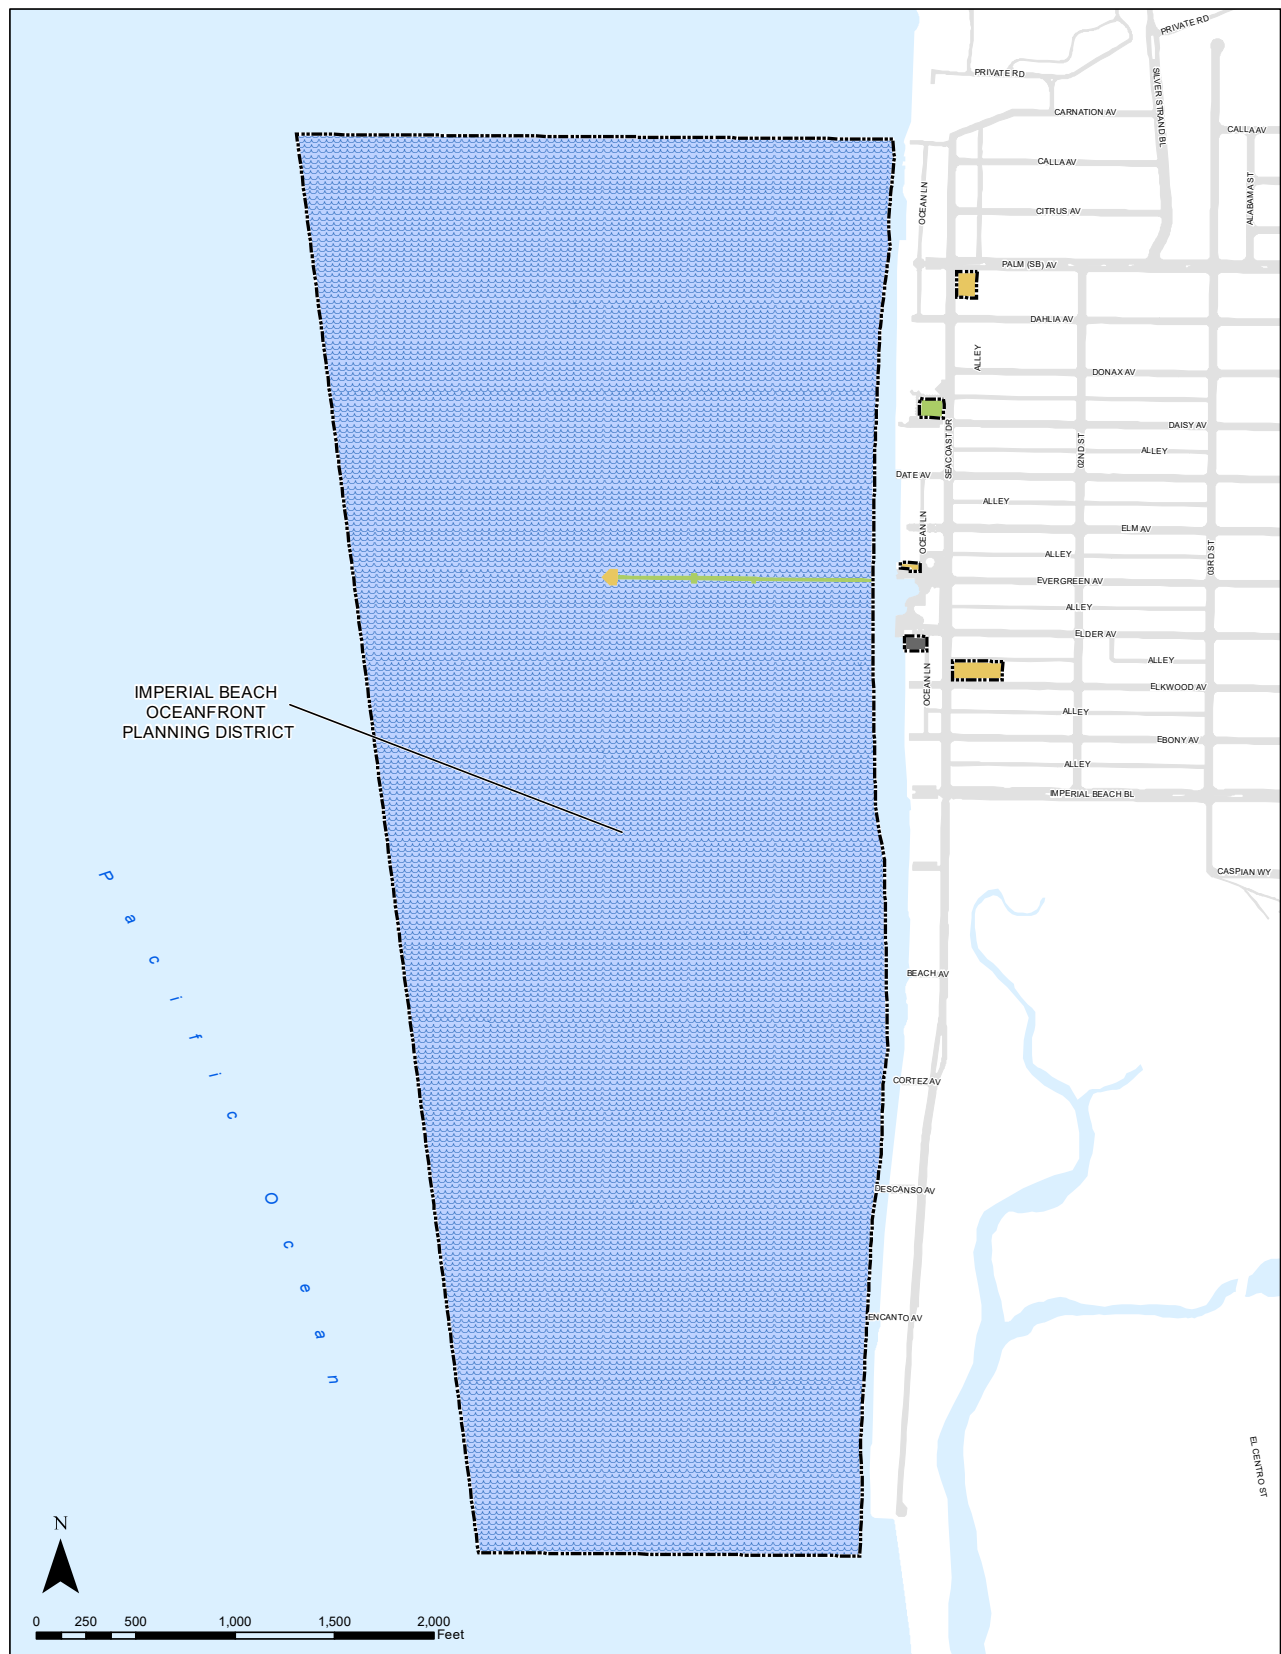 PRIVATE RD
PRIVATE RD
SILVER STRAND BL
CARNATION AV
CALLA AV
CALLA AV
ALABAMA ST
OCEAN LN
CITRUS AV
PALM (SB) AV
DAHLIA AV
ALLEY
DONAX AV
DAISY AV
SEACOAST DR
02ND ST
ALLEY
DATE AV
ALLEY
OCEAN LN
ELM AV
03RD ST
ALLEY
EVERGREEN AV
ALLEY
ELDER AV
ALLEY
OCEAN LN
ELKWOOD AV
IMPERIAL BEACH
OCEANFRONT
PLANNING DISTRICT
ALLEY
EBONY AV
ALLEY
IMPERIAL BEACH BL
CASPIAN WY
Pacific Ocean
BEACH AV
CORTEZ AV
DESCANSO AV
ENCANTO AV
EL CENTRO ST
N
0 250 500 1,000 1,500 2,000
Feet